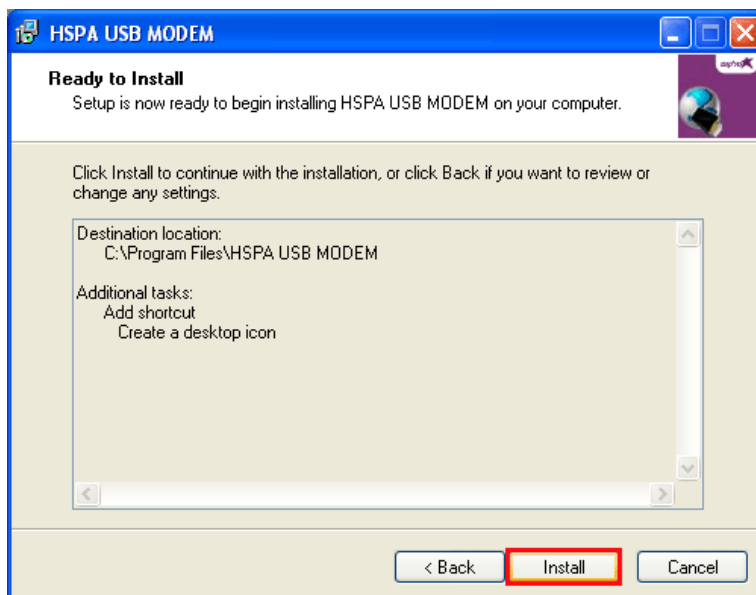 HSPA USB MODEM
Ready to Install
Setup is now ready to begin installing HSPA USB MODEM on your computer.
Click Install to continue with the installation, or click Back if you want to review or
change any settings.
Destination location:
C:\Program Files\HSPA USB MODEM
Additional tasks:
Add shortcut
Create a desktop icon
< Back
Install
Cancel